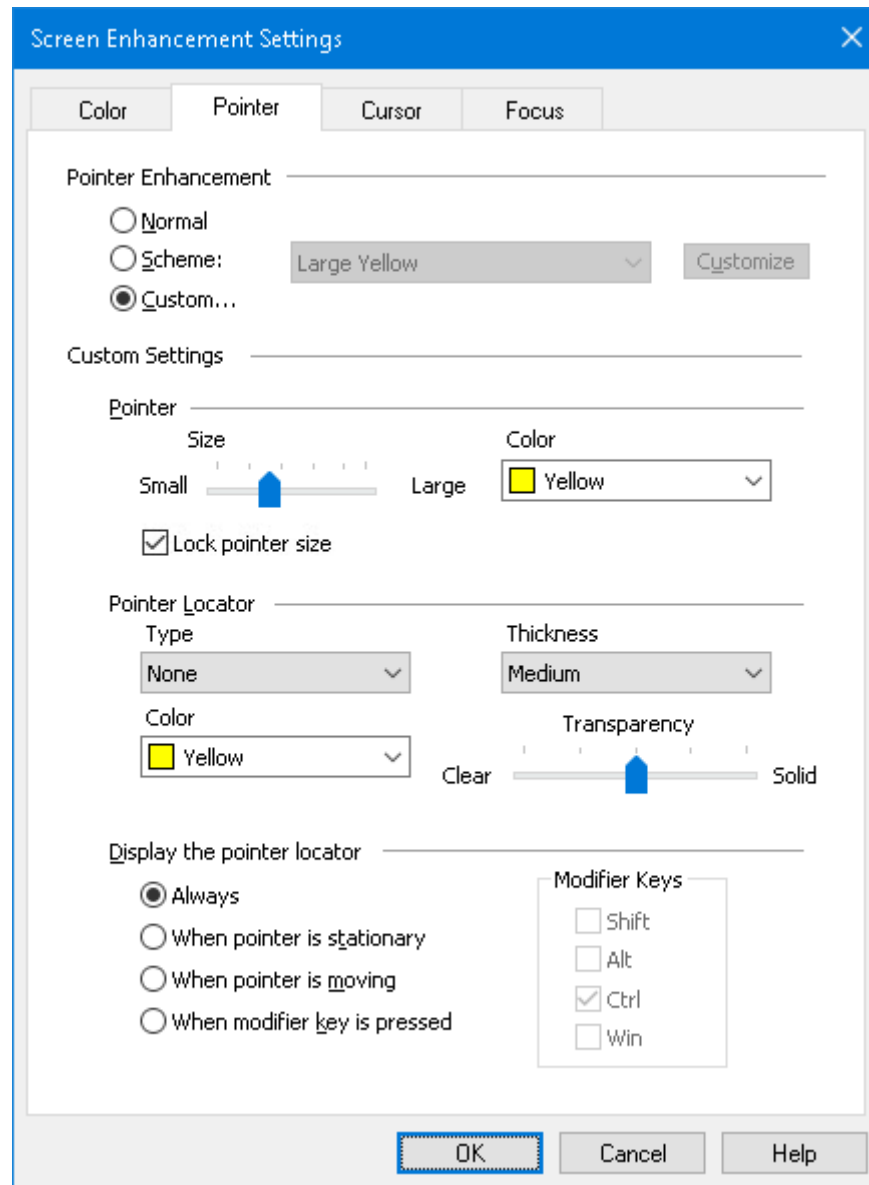 Screen Enhancement Settings
Color Pointer Cursor Focus
Pointer Enhancement
Normal
Scheme: Large Yellow Customize
Custom...
Custom Settings
Pointer
Size Color
Small Large Yellow
Lock pointer size
Pointer Locator
Type Thickness
None Medium
Color Transparency
Yellow Clear Solid
Display the pointer locator
Modifier Keys
Always
Shift
When pointer is stationary
Alt
When pointer is moving
Ctrl
When modifier key is pressed
Win
OK Cancel Help